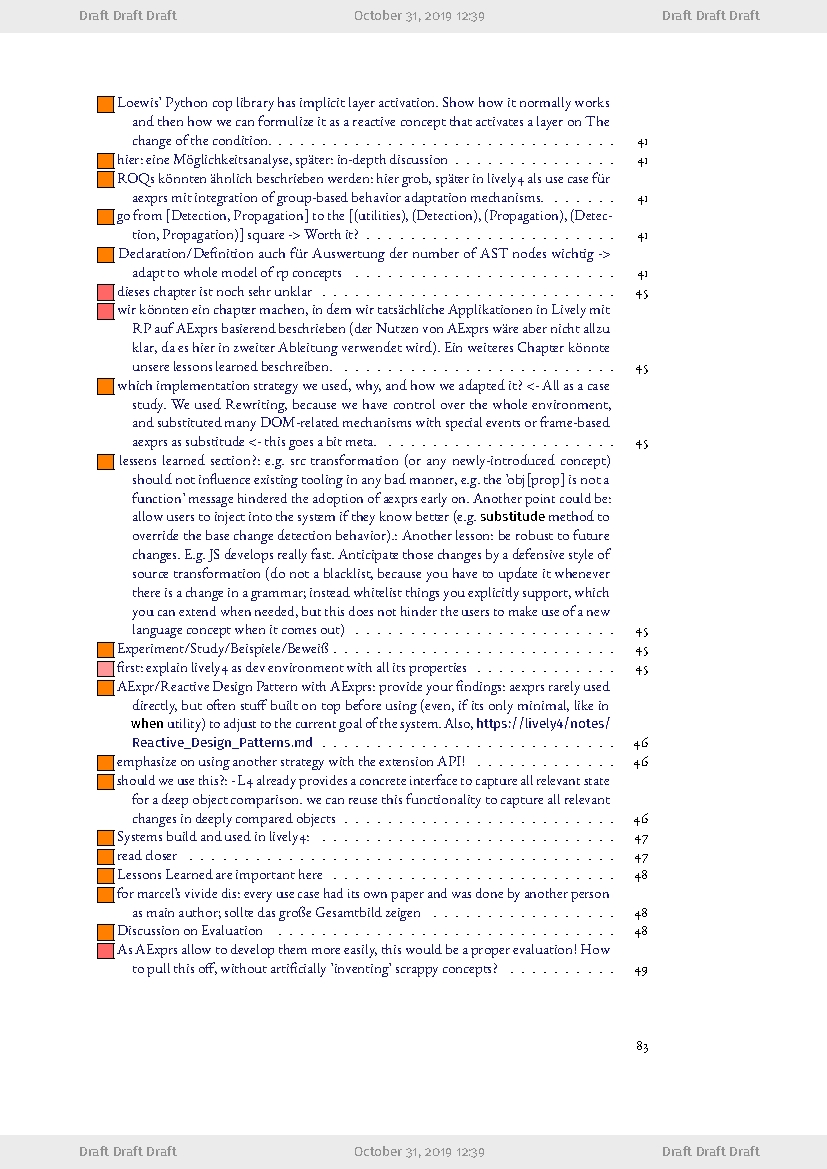 Draft Draft Draft October 31, 2019 12:39 Draft Draft Draft
Loewis' Python cop library has implicit layer activation. Show how it normally works
and then how we can formulize it as a reactive concept that activates a layer on The
change of the condition. . . . . . . . . . . . . . . . . . . . . . . . . . . . . . . . 41
hier: eine Möglichkeitsanalyse, später: in-depth discussion . . . . . . . . . . . . . . . 41
ROQs könnten ähnlich beschrieben werden: hier grob, später in lively4 als use case für
aexprs mit integration of group-based behavior adaptation mechanisms. . . . . . . 41
go from [Detection, Propagation] to the [(utilities), (Detection), (Propagation), (Detec-
tion, Propagation)] square -> Worth it? . . . . . . . . . . . . . . . . . . . . . . . 41
Declaration/Definition auch für Auswertung der number of AST nodes wichtig ->
adapt to whole model of rp concepts . . . . . . . . . . . . . . . . . . . . . . . . 41
dieses chapter ist noch sehr unklar . . . . . . . . . . . . . . . . . . . . . . . . . . . 45
wir könnten ein chapter machen, in dem wir tatsächliche Applikationen in Lively mit
RP auf AExprs basierend beschrieben (der Nutzen von AExprs wäre aber nicht allzu
klar, da es hier in zweiter Ableitung verwendet wird). Ein weiteres Chapter könnte
unsere lessons learned beschreiben. . . . . . . . . . . . . . . . . . . . . . . . . . 45
which implementation strategy we used, why, and how we adapted it? <- All as a case
study. We used Rewriting, because we have control over the whole environment,
and substituted many DOM-related mechanisms with special events or frame-based
aexprs as substitude <- this goes a bit meta. . . . . . . . . . . . . . . . . . . . . . 45
lessens learned section?: e.g. src transformation (or any newly-introduced concept)
should not influence existing tooling in any bad manner, e.g. the 'obj[prop] is not a
function' message hindered the adoption of aexprs early on. Another point could be:
allow users to inject into the system if they know better (e.g. substitude method to
override the base change detection behavior).: Another lesson: be robust to future
changes. E.g. JS develops really fast. Anticipate those changes by a defensive style of
source transformation (do not a blacklist, because you have to update it whenever
there is a change in a grammar; instead whitelist things you explicitly support, which
you can extend when needed, but this does not hinder the users to make use of a new
language concept when it comes out) . . . . . . . . . . . . . . . . . . . . . . . . 45
Experiment/Study/Beispiele/Beweiß . . . . . . . . . . . . . . . . . . . . . . . . . . 45
first: explain lively4 as dev environment with all its properties . . . . . . . . . . . . . 45
AExpr/Reactive Design Pattern with AExprs: provide your findings: aexprs rarely used
directly, but often stuff built on top before using (even, if its only minimal, like in
when utility) to adjust to the current goal of the system. Also, https://lively4/notes/
Reactive_Design_Patterns.md . . . . . . . . . . . . . . . . . . . . . . . . . . . 46
emphasize on using another strategy with the extension API! . . . . . . . . . . . . . 46
should we use this?: - L4 already provides a concrete interface to capture all relevant state
for a deep object comparison. we can reuse this functionality to capture all relevant
changes in deeply compared objects . . . . . . . . . . . . . . . . . . . . . . . . . 46
Systems build and used in lively4: . . . . . . . . . . . . . . . . . . . . . . . . . . . 47
read closer . . . . . . . . . . . . . . . . . . . . . . . . . . . . . . . . . . . . . . . 47
Lessons Learned are important here . . . . . . . . . . . . . . . . . . . . . . . . . . 48
for marcel's vivide dis: every use case had its own paper and was done by another person
as main author; sollte das große Gesamtbild zeigen . . . . . . . . . . . . . . . . . 48
Discussion on Evaluation . . . . . . . . . . . . . . . . . . . . . . . . . . . . . . . 48
As AExprs allow to develop them more easily, this would be a proper evaluation! How
to pull this off, without artificially 'inventing' scrappy concepts? . . . . . . . . . . 49
83
Draft Draft Draft October 31, 2019 12:39 Draft Draft Draft